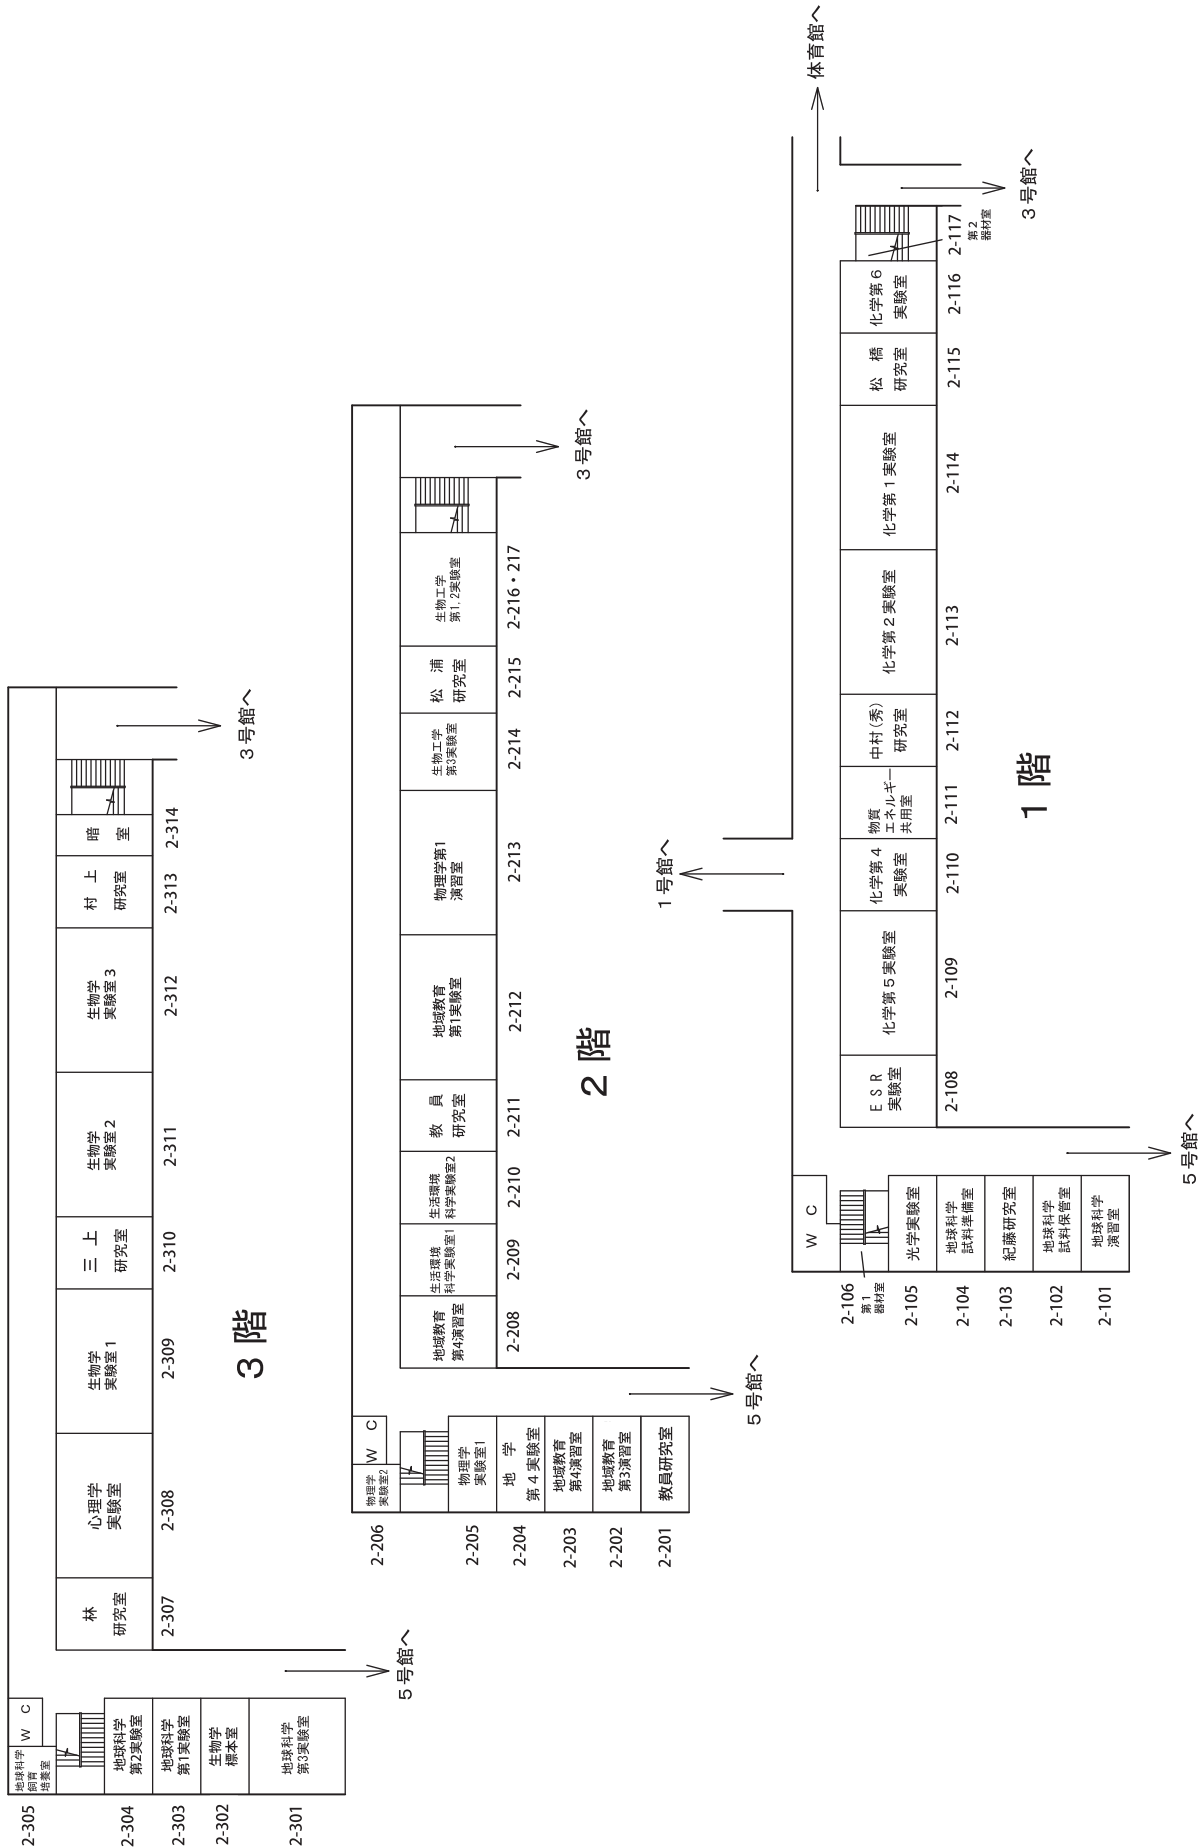 3階
地球科学
飼育
培養室
2-305
W C
地球科学
第2実験室
2-304
地球科学
第1実験室
2-303
生物学
標本室
2-302
地球科学
第3実験室
2-301
5号館へ
林
研究室
2-307
心理学
実験室
2-308
生物学
実験室1
2-309
三 上
研究室
2-310
生物学
実験室2
2-311
生物学
実験室3
2-312
村 上
研究室
2-313
暗 室
2-314
3号館へ
2階
物理学
実験室2
2-206
W C
物理学
実験室1
2-205
地 学
第4実験室
2-204
地域教育
第4演習室
2-203
地域教育
第3演習室
2-202
教員研究室
2-201
5号館へ
地域教育
第4演習室
2-208
生活環境
科学実験室1
2-209
生活環境
科学実験室2
2-210
教 員
研究室
2-211
地域教育
第1実験室
2-212
物理学第1
演習室
2-213
生物工学
第3実験室
2-214
松 浦
研究室
2-215
生物工学
第1,2実験室
2-216・217
3号館へ
1階
W C
2-106
第1
器材室
光学実験室
2-105
地球科学
試料準備室
2-104
紀藤研究室
2-103
地球科学
試料保管室
2-102
地球科学
演習室
2-101
5号館へ
ESR
実験室
2-108
化学第5実験室
2-109
化学第4
実験室
2-110
物質
エネルギー
共用室
2-111
中村(秀)
研究室
2-112
化学第2実験室
2-113
化学第1実験室
2-114
松 橋
研究室
2-115
化学第6
実験室
2-116
2-117
第2
器材室
1号館へ
3号館へ
体育館へ